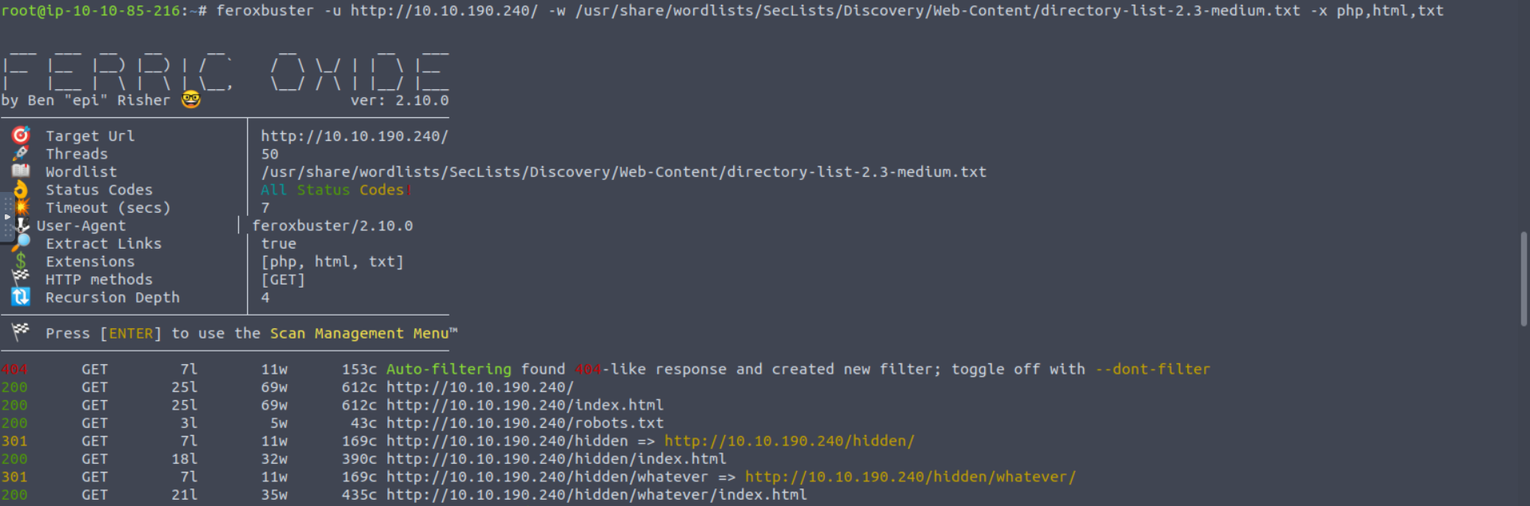 root@ip-10-10-85-216:~# feroxbuster -u http://10.10.190.240/ -w /usr/share/wordlists/SecLists/Discovery/Web-Content/directory-list-2.3-medium.txt -x php,html,txt
FERRIC OXIDE
by Ben "epi" Risher 🤓 ver: 2.10.0
🎯 Target Url │ http://10.10.190.240/
🚀 Threads │ 50
📖 Wordlist │ /usr/share/wordlists/SecLists/Discovery/Web-Content/directory-list-2.3-medium.txt
👌 Status Codes │ All Status Codes!
💥 Timeout (secs) │ 7
User-Agent │ feroxbuster/2.10.0
🔎 Extract Links │ true
💲 Extensions │ [php, html, txt]
🏁 HTTP methods │ [GET]
🔃 Recursion Depth │ 4
🏁 Press [ENTER] to use the Scan Management Menu™
404 GET 7l 11w 153c Auto-filtering found 404-like response and created new filter; toggle off with --dont-filter
200 GET 25l 69w 612c http://10.10.190.240/
200 GET 25l 69w 612c http://10.10.190.240/index.html
200 GET 3l 5w 43c http://10.10.190.240/robots.txt
301 GET 7l 11w 169c http://10.10.190.240/hidden => http://10.10.190.240/hidden/
200 GET 18l 32w 390c http://10.10.190.240/hidden/index.html
301 GET 7l 11w 169c http://10.10.190.240/hidden/whatever => http://10.10.190.240/hidden/whatever/
200 GET 21l 35w 435c http://10.10.190.240/hidden/whatever/index.html